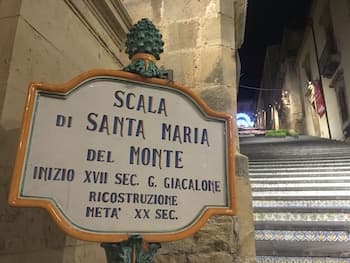 SCALA
DI SANTA MARIA
DEL MONTE
INIZIO XVII SEC. G. GIACALONE
RICOSTRUZIONE
META' XX SEC.